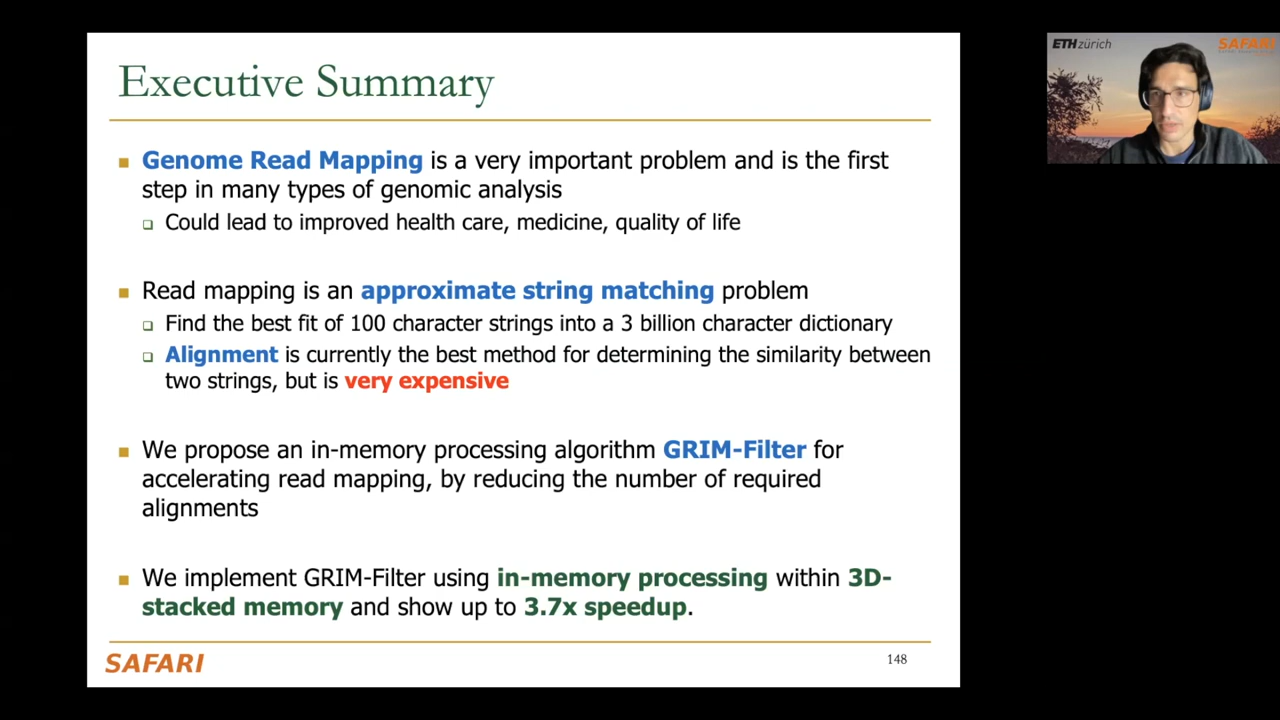 Executive Summary
Genome Read Mapping is a very important problem and is the first
step in many types of genomic analysis
Could lead to improved health care, medicine, quality of life
Read mapping is an approximate string matching problem
Find the best fit of 100 character strings into a 3 billion character dictionary
Alignment is currently the best method for determining the similarity between
two strings, but is very expensive
We propose an in-memory processing algorithm GRIM-Filter for
accelerating read mapping, by reducing the number of required
alignments
We implement GRIM-Filter using in-memory processing within 3D-
stacked memory and show up to 3.7x speedup.
SAFARI
148
ETH zürich
SAFARI